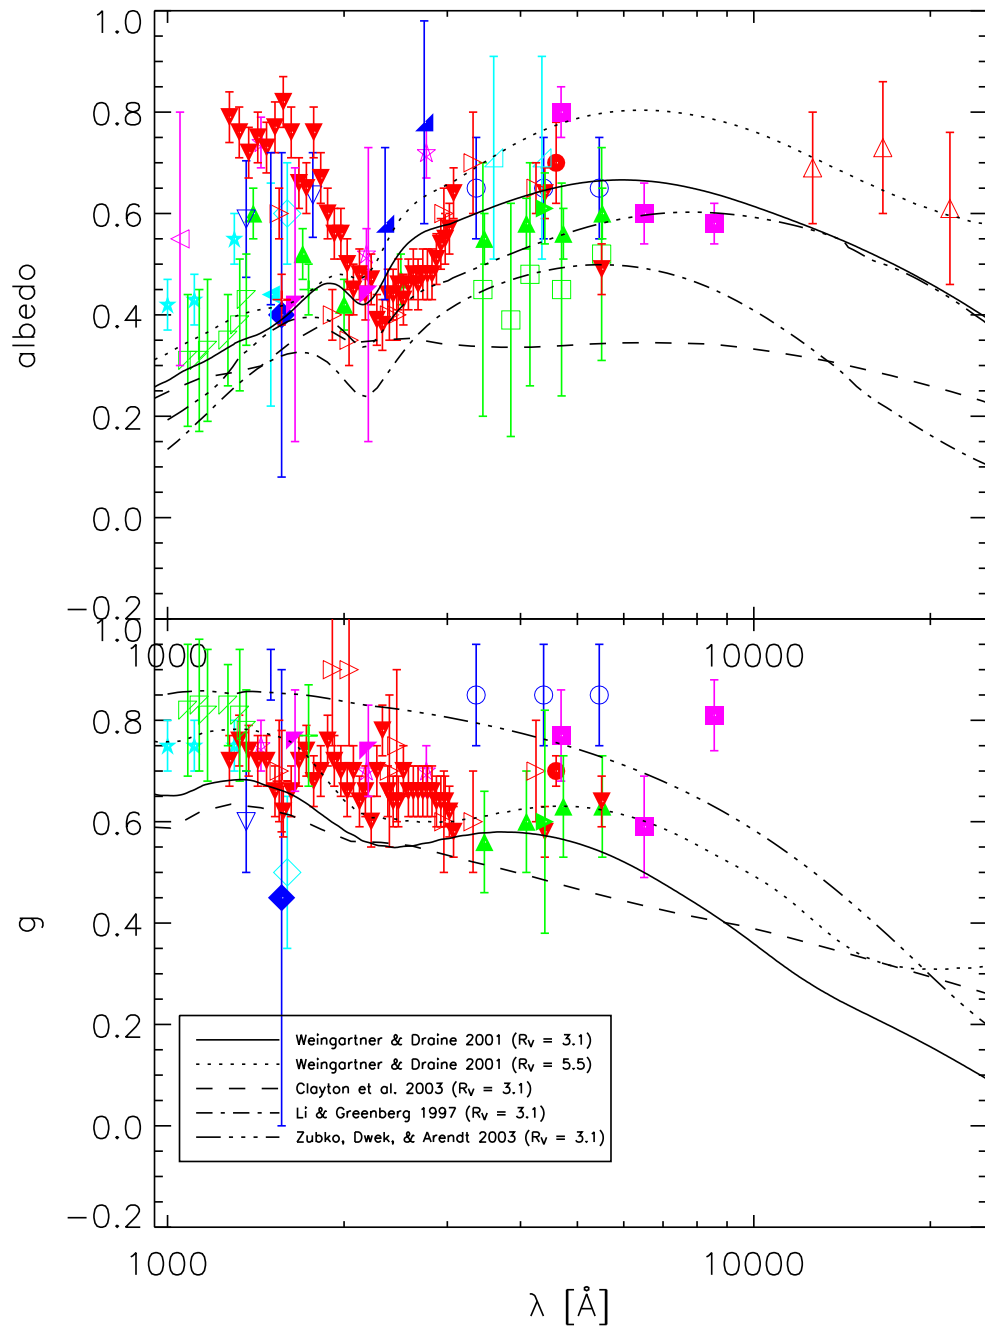 1.0
0.8
0.6
0.4
0.2
0.0
−0.2
albedo
1000
10000
1.0
0.8
0.6
0.4
0.2
0.0
−0.2
g
Weingartner & Draine 2001 (Rv = 3.1)
Weingartner & Draine 2001 (Rv = 5.5)
Clayton et al. 2003 (Rv = 3.1)
Li & Greenberg 1997 (Rv = 3.1)
Zubko, Dwek, & Arendt 2003 (Rv = 3.1)
1000
10000
λ [Å]